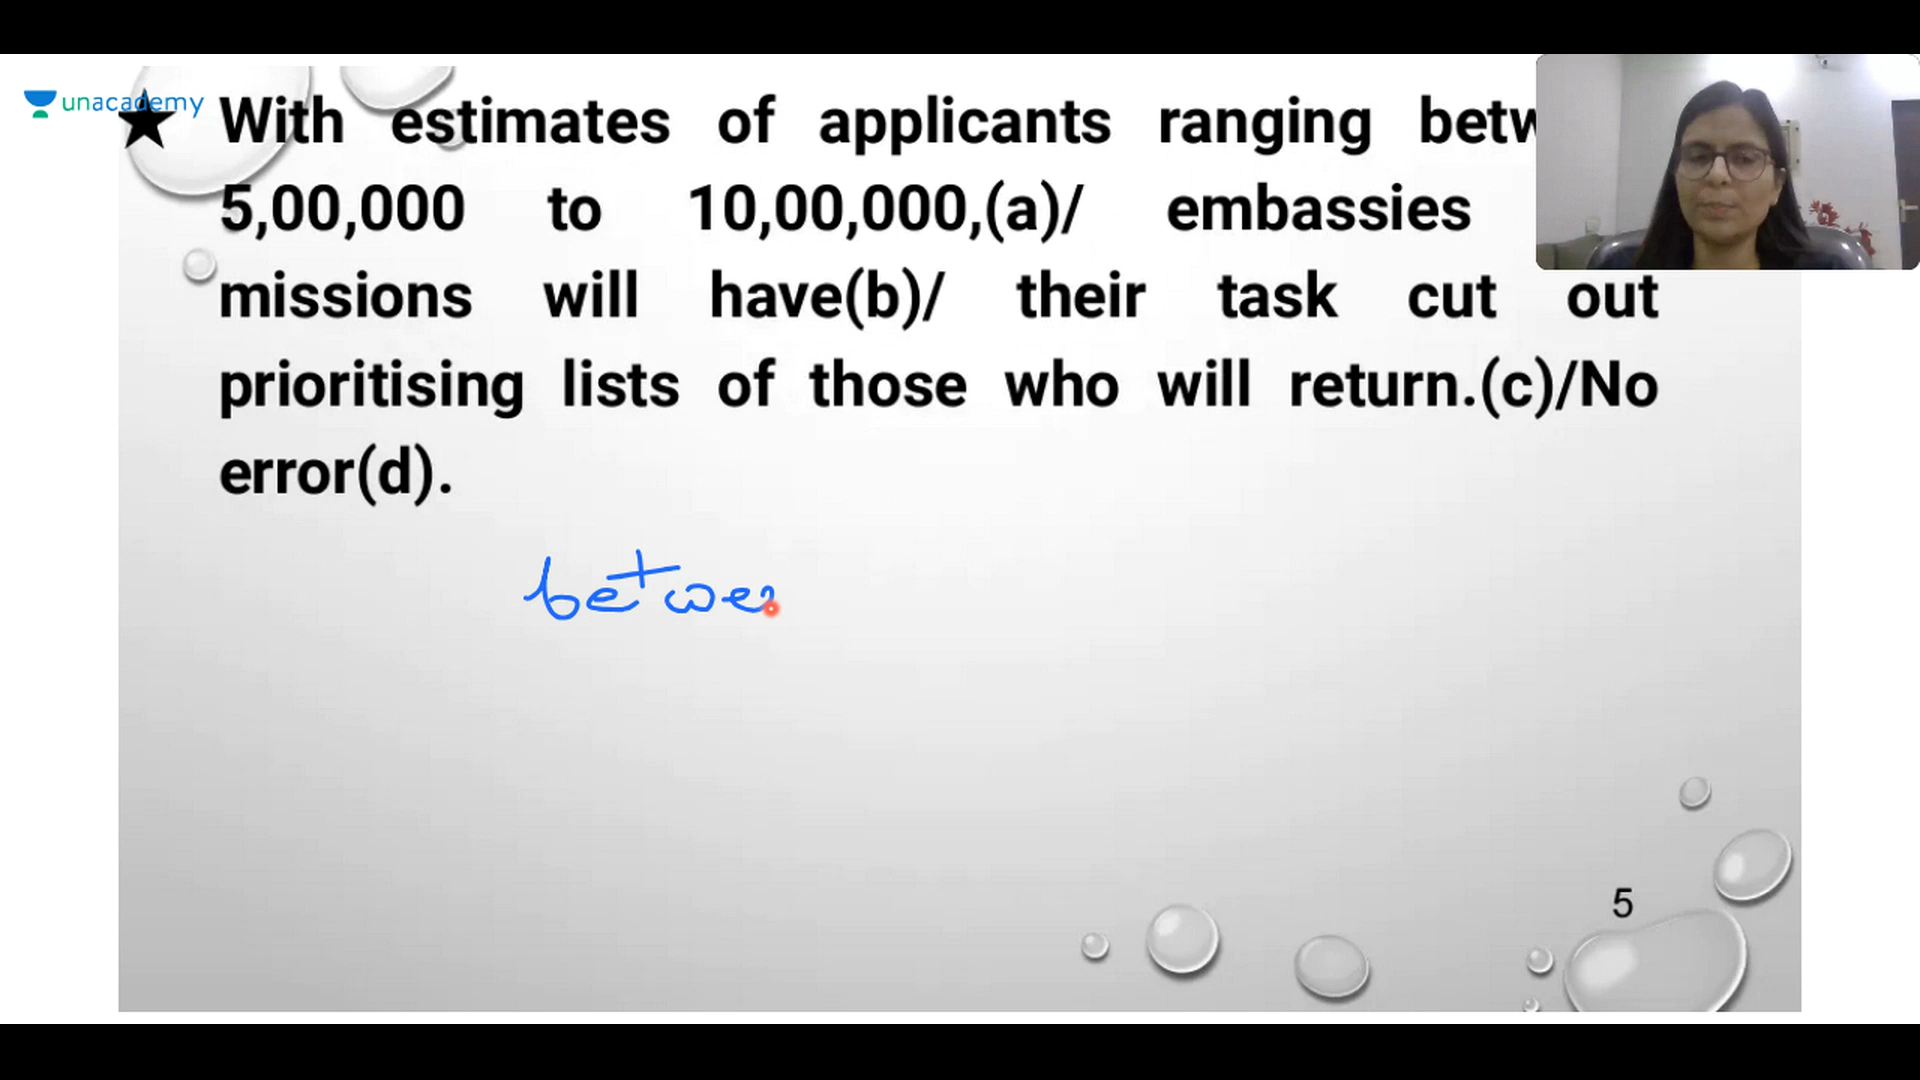 unacademy
With estimates of applicants ranging
5,00,000 to 10,00,000,(a)/ embassies
missions will have(b)/ their task cut out
prioritising lists of those who will return.(c)/No
error(d).
betwee
5